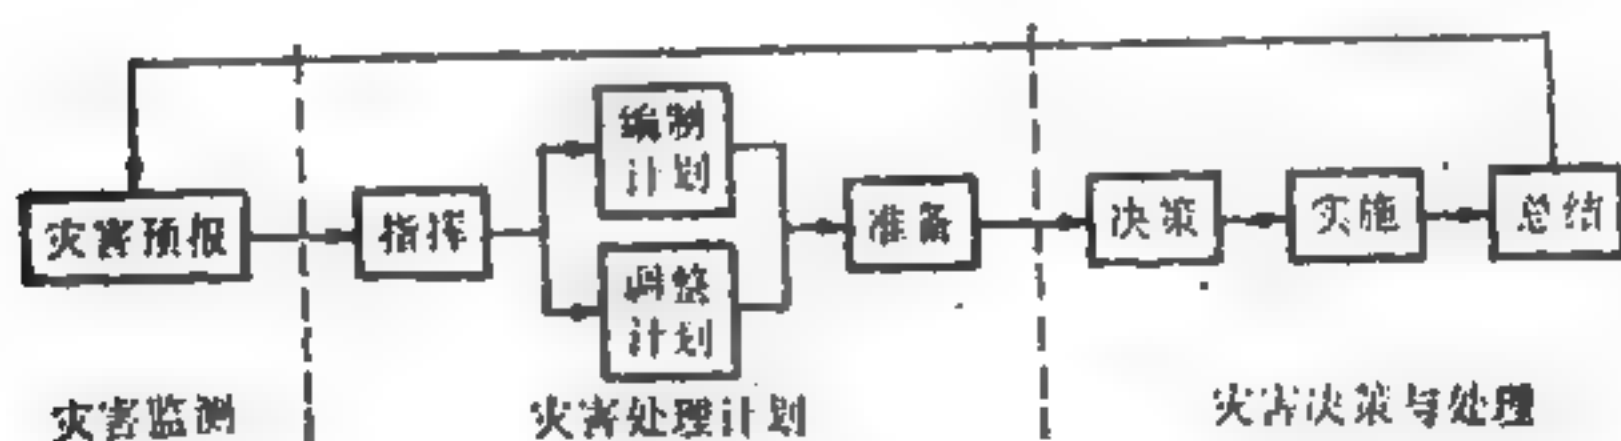 灾害预报
指挥
编制
计划
调整
计划
准备
决策
实施
总结
灾害监测
灾害处理计划
灾害决策与处理